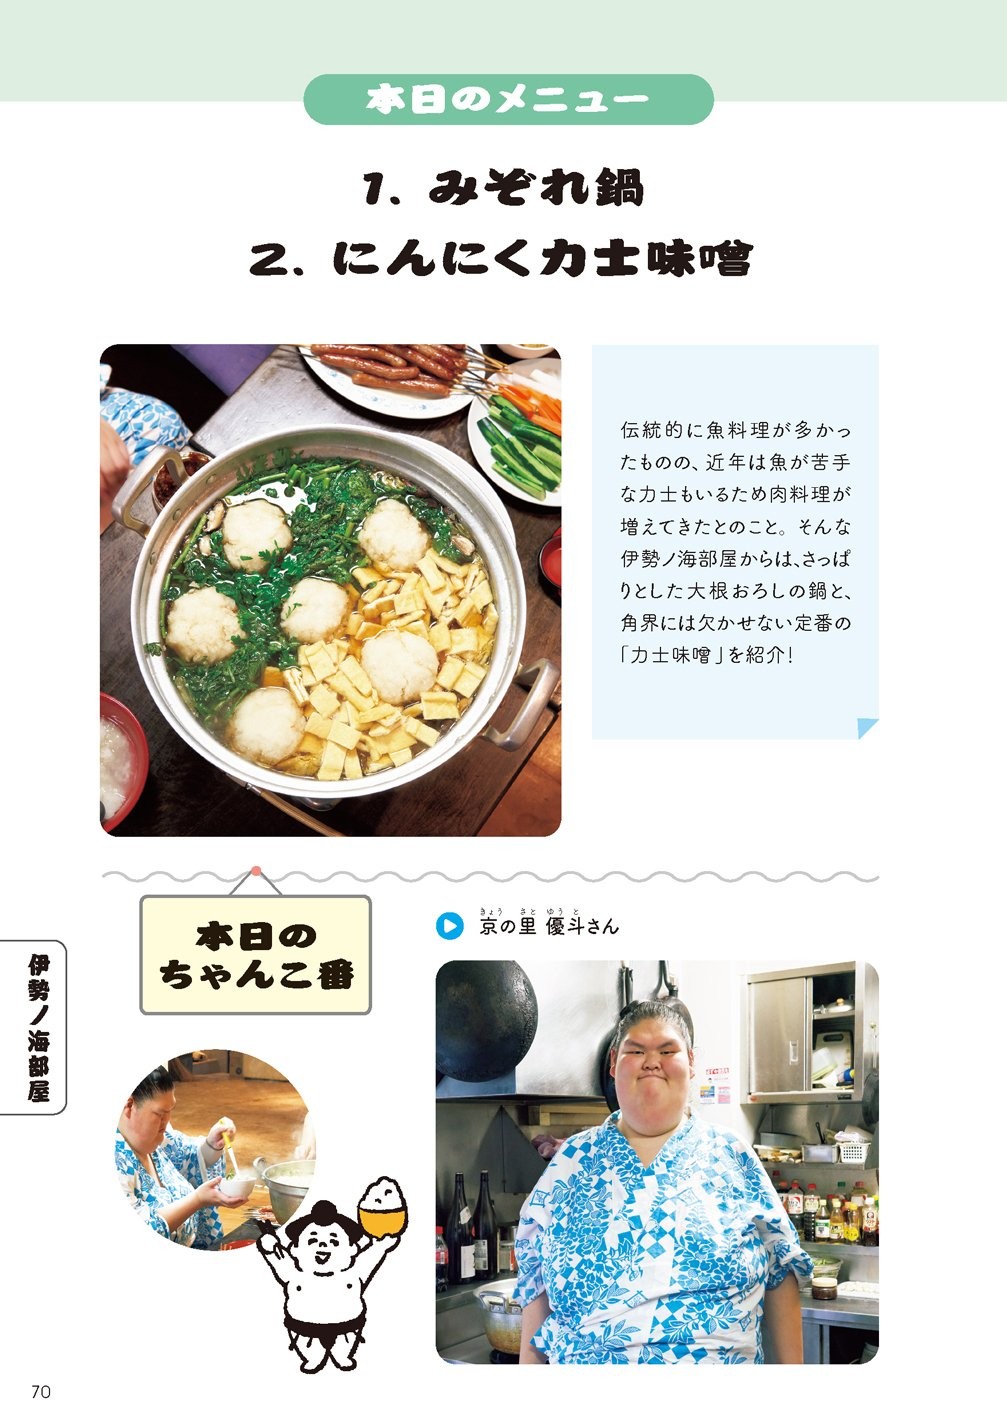 本日のメニュー
1. みぞれ鍋
2. にんにく力士味噌
伝統的に魚料理が多かっ
たものの、近年は魚が苦手
な力士もいるため肉料理が
増えてきたとのこと。そんな
伊勢ノ海部屋からは、さっぱ
りとした大根おろしの鍋と、
角界には欠かせない定番の
「力士味噌」を紹介!
本日の
ちゃんこ番
きょう さと ゆう と
京の里 優斗さん
伊勢ノ海部屋
70